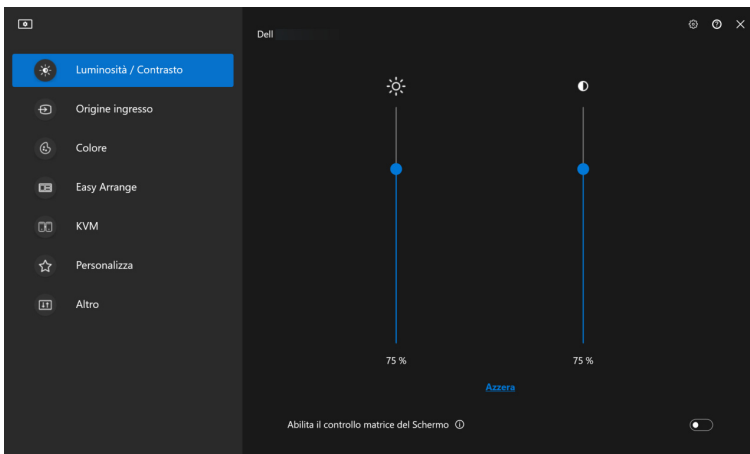 Dell
Luminosità / Contrasto
Origine ingresso
Colore
Easy Arrange
KVM
Personalizza
Altro
75 %
75 %
Azzera
Abilita il controllo matrice del Schermo